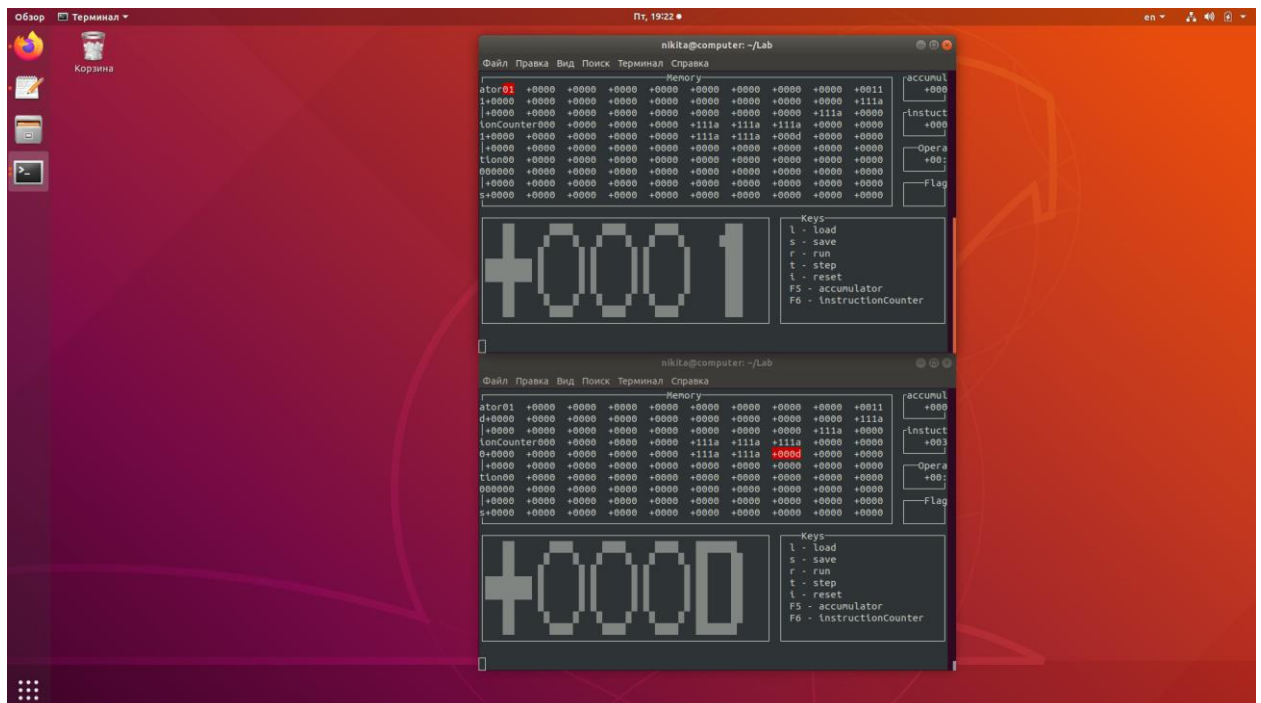 Обзор Терминал Пт, 19:22 en
Корзина
nikita@computer: ~/Lab
Файл Правка Вид Поиск Терминал Справка
Memory accumul
ator01 +0000 +0000 +0000 +0000 +0000 +0000 +0000 +0000 +0011 +000
1+0000 +0000 +0000 +0000 +0000 +0000 +0000 +0000 +0000 +111a
|+0000 +0000 +0000 +0000 +0000 +0000 +0000 +0000 +111a +0000 instuct
ionCounter000 +0000 +0000 +0000 +111a +111a +111a +0000 +0000 +000
1+0000 +0000 +0000 +0000 +0000 +111a +111a +000d +0000 +0000
|+0000 +0000 +0000 +0000 +0000 +0000 +0000 +0000 +0000 +0000 Opera
tion00 +0000 +0000 +0000 +0000 +0000 +0000 +0000 +0000 +0000 +00:
000000 +0000 +0000 +0000 +0000 +0000 +0000 +0000 +0000 +0000
|+0000 +0000 +0000 +0000 +0000 +0000 +0000 +0000 +0000 +0000 Flag
s+0000 +0000 +0000 +0000 +0000 +0000 +0000 +0000 +0000 +0000
+0001
Keys
l - load
s - save
r - run
t - step
i - reset
F5 - accumulator
F6 - instructionCounter
nikita@computer: ~/Lab
Файл Правка Вид Поиск Терминал Справка
Memory accumul
ator01 +0000 +0000 +0000 +0000 +0000 +0000 +0000 +0000 +0011 +000
d+0000 +0000 +0000 +0000 +0000 +0000 +0000 +0000 +0000 +111a
|+0000 +0000 +0000 +0000 +0000 +0000 +0000 +0000 +111a +0000 instuct
ionCounter000 +0000 +0000 +0000 +111a +111a +111a +0000 +0000 +003
0+0000 +0000 +0000 +0000 +0000 +111a +111a +000d +0000 +0000
|+0000 +0000 +0000 +0000 +0000 +0000 +0000 +0000 +0000 +0000 Opera
tion00 +0000 +0000 +0000 +0000 +0000 +0000 +0000 +0000 +0000 +00:
000000 +0000 +0000 +0000 +0000 +0000 +0000 +0000 +0000 +0000
|+0000 +0000 +0000 +0000 +0000 +0000 +0000 +0000 +0000 +0000 Flag
s+0000 +0000 +0000 +0000 +0000 +0000 +0000 +0000 +0000 +0000
+000D
Keys
l - load
s - save
r - run
t - step
i - reset
F5 - accumulator
F6 - instructionCounter